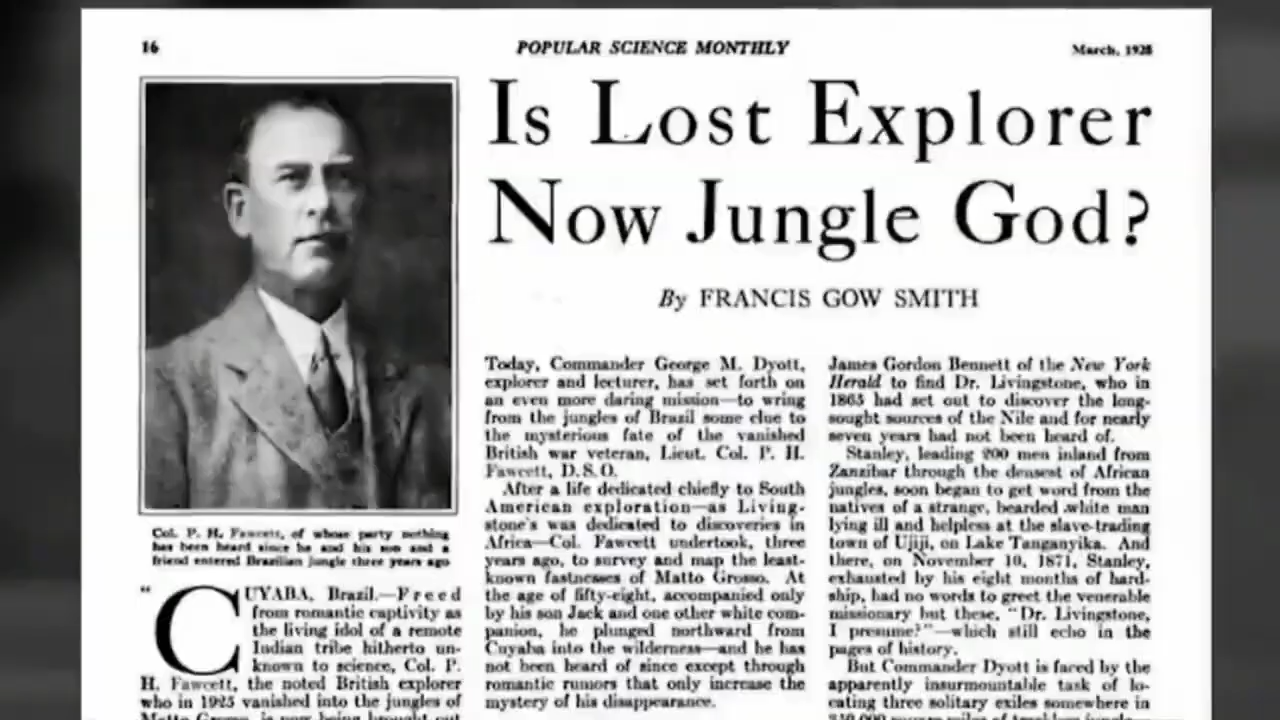 16
POPULAR SCIENCE MONTHLY
March, 1928
Is Lost Explorer
Now Jungle God?
By FRANCIS GOW SMITH
Col. P. H. Fawcett, of whose party nothing
has been heard since he and his son and a
friend entered Brazilian jungle three years ago
"CUYABA, Brazil.—Freed
from romantic captivity as
the living idol of a remote
Indian tribe hitherto un-
known to science, Col. P.
H. Fawcett, the noted British explorer
who in 1925 vanished into the jungles of
Matto Grosso, is now being brought out
Today, Commander George M. Dyott,
explorer and lecturer, has set forth on
an even more daring mission—to wring
from the jungles of Brazil some clue to
the mysterious fate of the vanished
British war veteran, Lieut. Col. P. H.
Fawcett, D.S.O.
After a life dedicated chiefly to South
American exploration—as Living-
stone's was dedicated to discoveries in
Africa—Col. Fawcett undertook, three
years ago, to survey and map the least-
known fastnesses of Matto Grosso. At
the age of fifty-eight, accompanied only
by his son Jack and one other white com-
panion, he plunged northward from
Cuyaba into the wilderness—and he has
not been heard of since except through
romantic rumors that only increase the
mystery of his disappearance.
James Gordon Bennett of the New York
Herald to find Dr. Livingstone, who in
1865 had set out to discover the long-
sought sources of the Nile and for nearly
seven years had not been heard of.
Stanley, leading 200 men inland from
Zanzibar through the densest of African
jungles, soon began to get word from the
natives of a strange, bearded white man
lying ill and helpless at the slave-trading
town of Ujiji, on Lake Tanganyika. And
there, on November 10, 1871, Stanley,
exhausted by his eight months of hard-
ship, had no words to greet the venerable
missionary but these, "Dr. Livingstone,
I presume?"—which still echo in the
pages of history.
But Commander Dyott is faced by the
apparently insurmountable task of lo-
cating three solitary exiles somewhere in